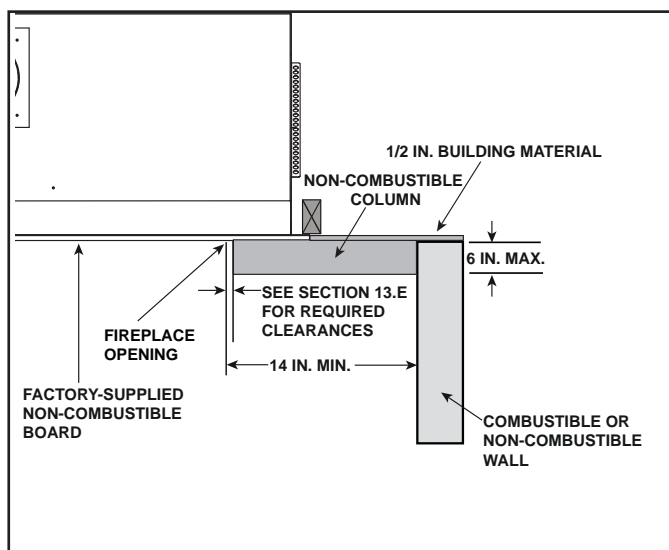 1/2 IN. BUILDING MATERIAL
NON-COMBUSTIBLE
COLUMN
6 IN. MAX.
SEE SECTION 13.E
FOR REQUIRED
CLEARANCES
FIREPLACE
OPENING
14 IN. MIN.
FACTORY-SUPPLIED
NON-COMBUSTIBLE
BOARD
COMBUSTIBLE OR
NON-COMBUSTIBLE
WALL